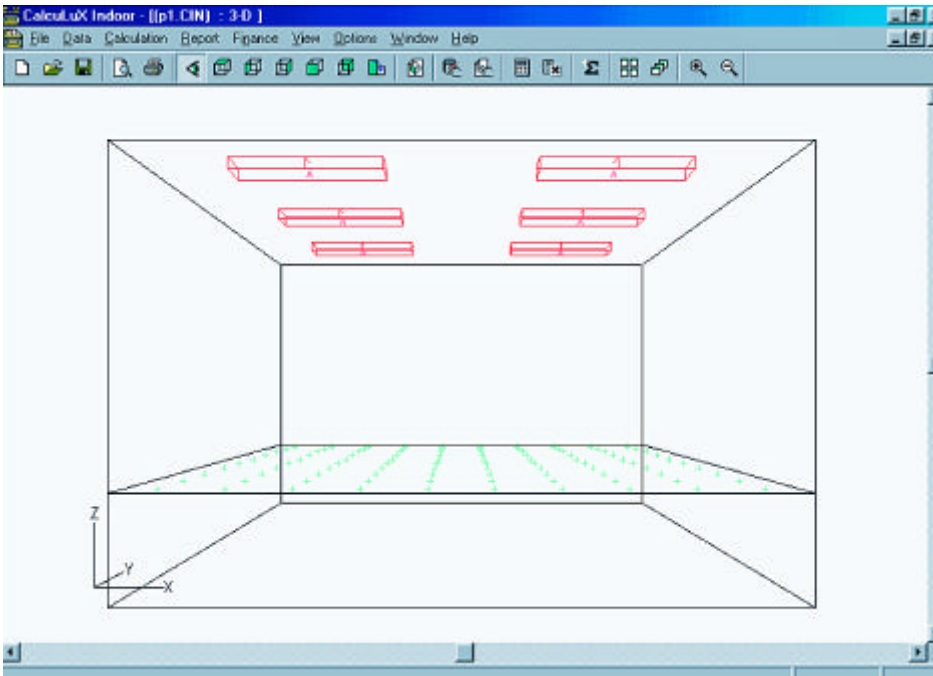 CalcuLuX Indoor - [(p1.CIN) : 3-D ]
File Data Calculation Report Finance View Options Window Help
A A
A A
Z
Y
X